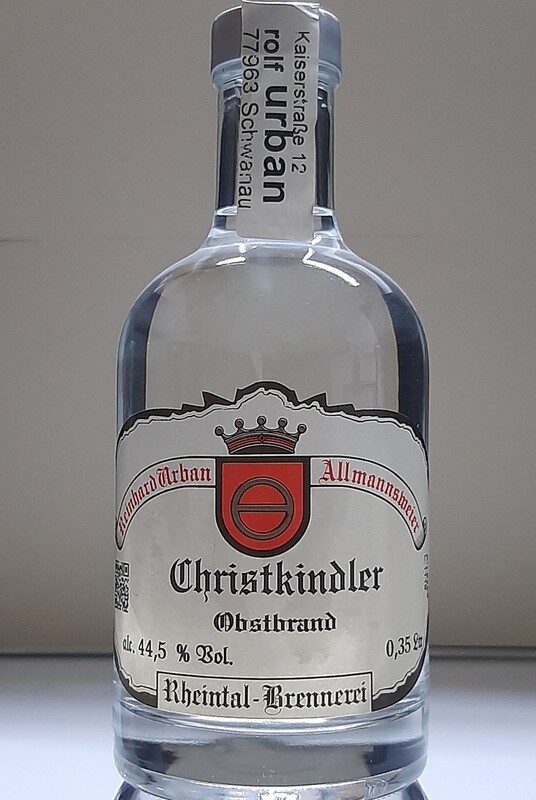 Kaiserstraße 12
rolf urban
77963 Schwanau
Reinhard Urban Allmannsweier
Christkindler
Obstbrand
alc. 44,5 % Vol. 0,35 Ltr
Rheintal-Brennerei